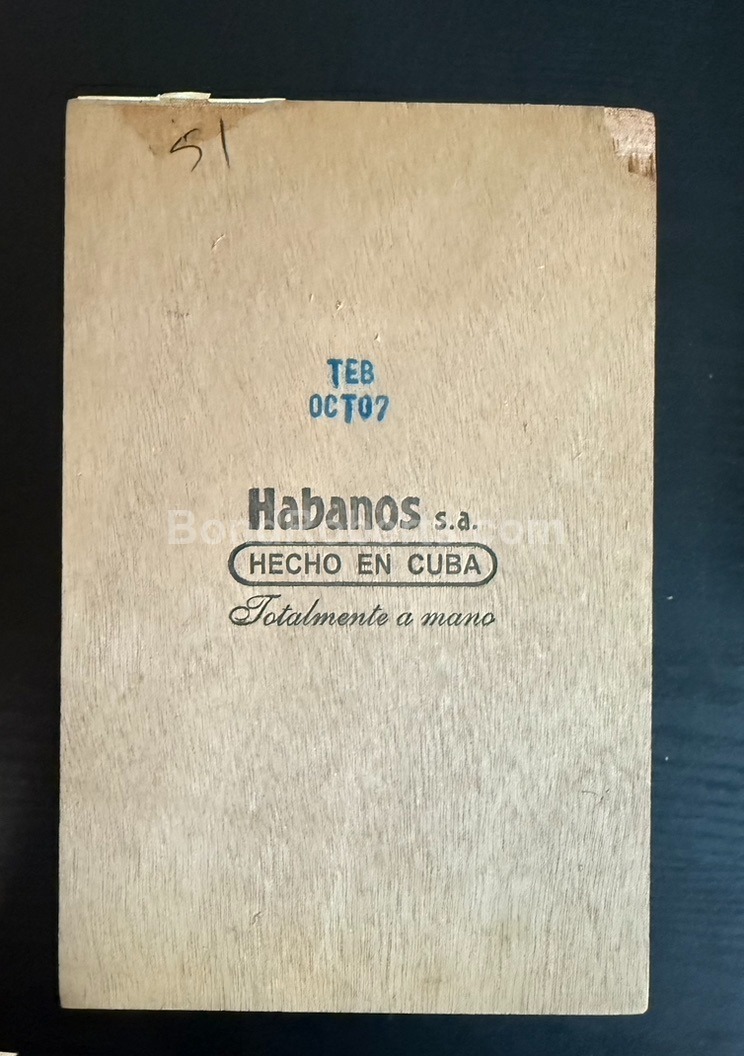 51
TEB
OCT07
Habanos s.a.
HECHO EN CUBA
Totalmente a mano